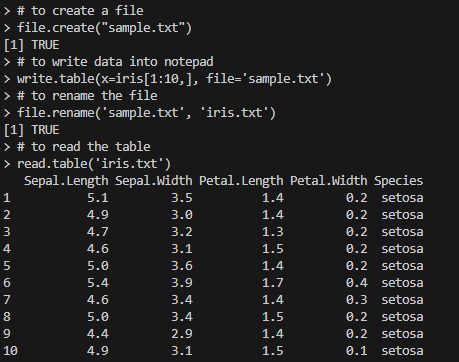 > # to create a file
> file.create("sample.txt")
[1] TRUE
> # to write data into notepad
> write.table(x=iris[1:10,], file='sample.txt')
> # to rename the file
> file.rename('sample.txt', 'iris.txt')
[1] TRUE
> # to read the table
> read.table('iris.txt')
   Sepal.Length Sepal.Width Petal.Length Petal.Width Species
1           5.1         3.5          1.4         0.2  setosa
2           4.9         3.0          1.4         0.2  setosa
3           4.7         3.2          1.3         0.2  setosa
4           4.6         3.1          1.5         0.2  setosa
5           5.0         3.6          1.4         0.2  setosa
6           5.4         3.9          1.7         0.4  setosa
7           4.6         3.4          1.4         0.3  setosa
8           5.0         3.4          1.5         0.2  setosa
9           4.4         2.9          1.4         0.2  setosa
10          4.9         3.1          1.5         0.1  setosa